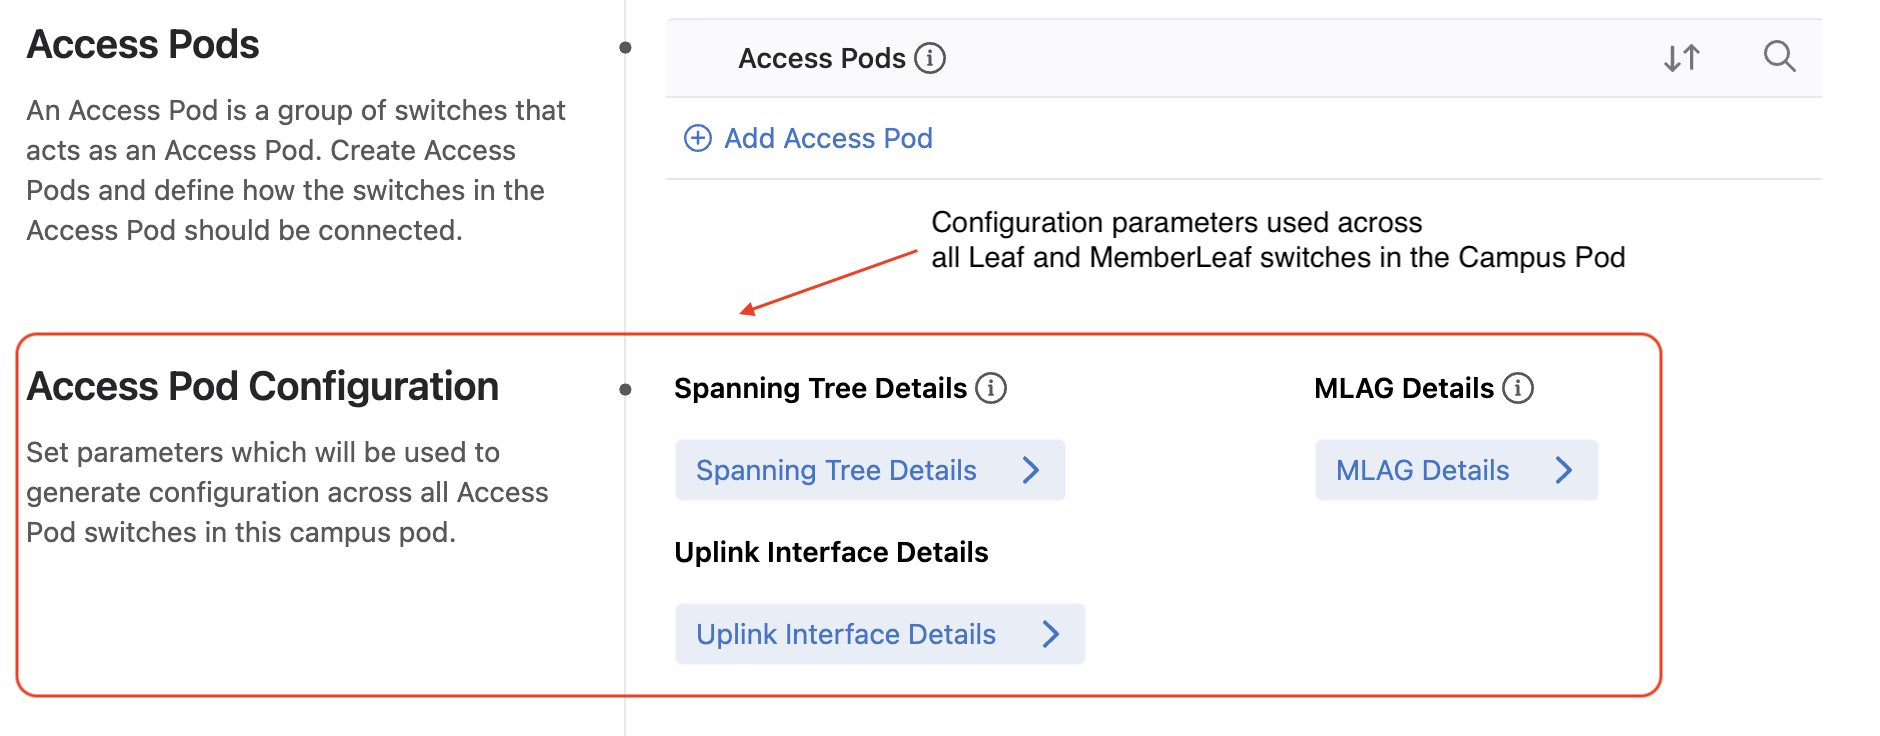 Access Pods
An Access Pod is a group of switches that
acts as an Access Pod. Create Access
Pods and define how the switches in the
Access Pod should be connected.
Access Pods
Add Access Pod
Configuration parameters used across
all Leaf and MemberLeaf switches in the Campus Pod
Access Pod Configuration
Set parameters which will be used to
generate configuration across all Access
Pod switches in this campus pod.
Spanning Tree Details
MLAG Details
Spanning Tree Details
MLAG Details
Uplink Interface Details
Uplink Interface Details